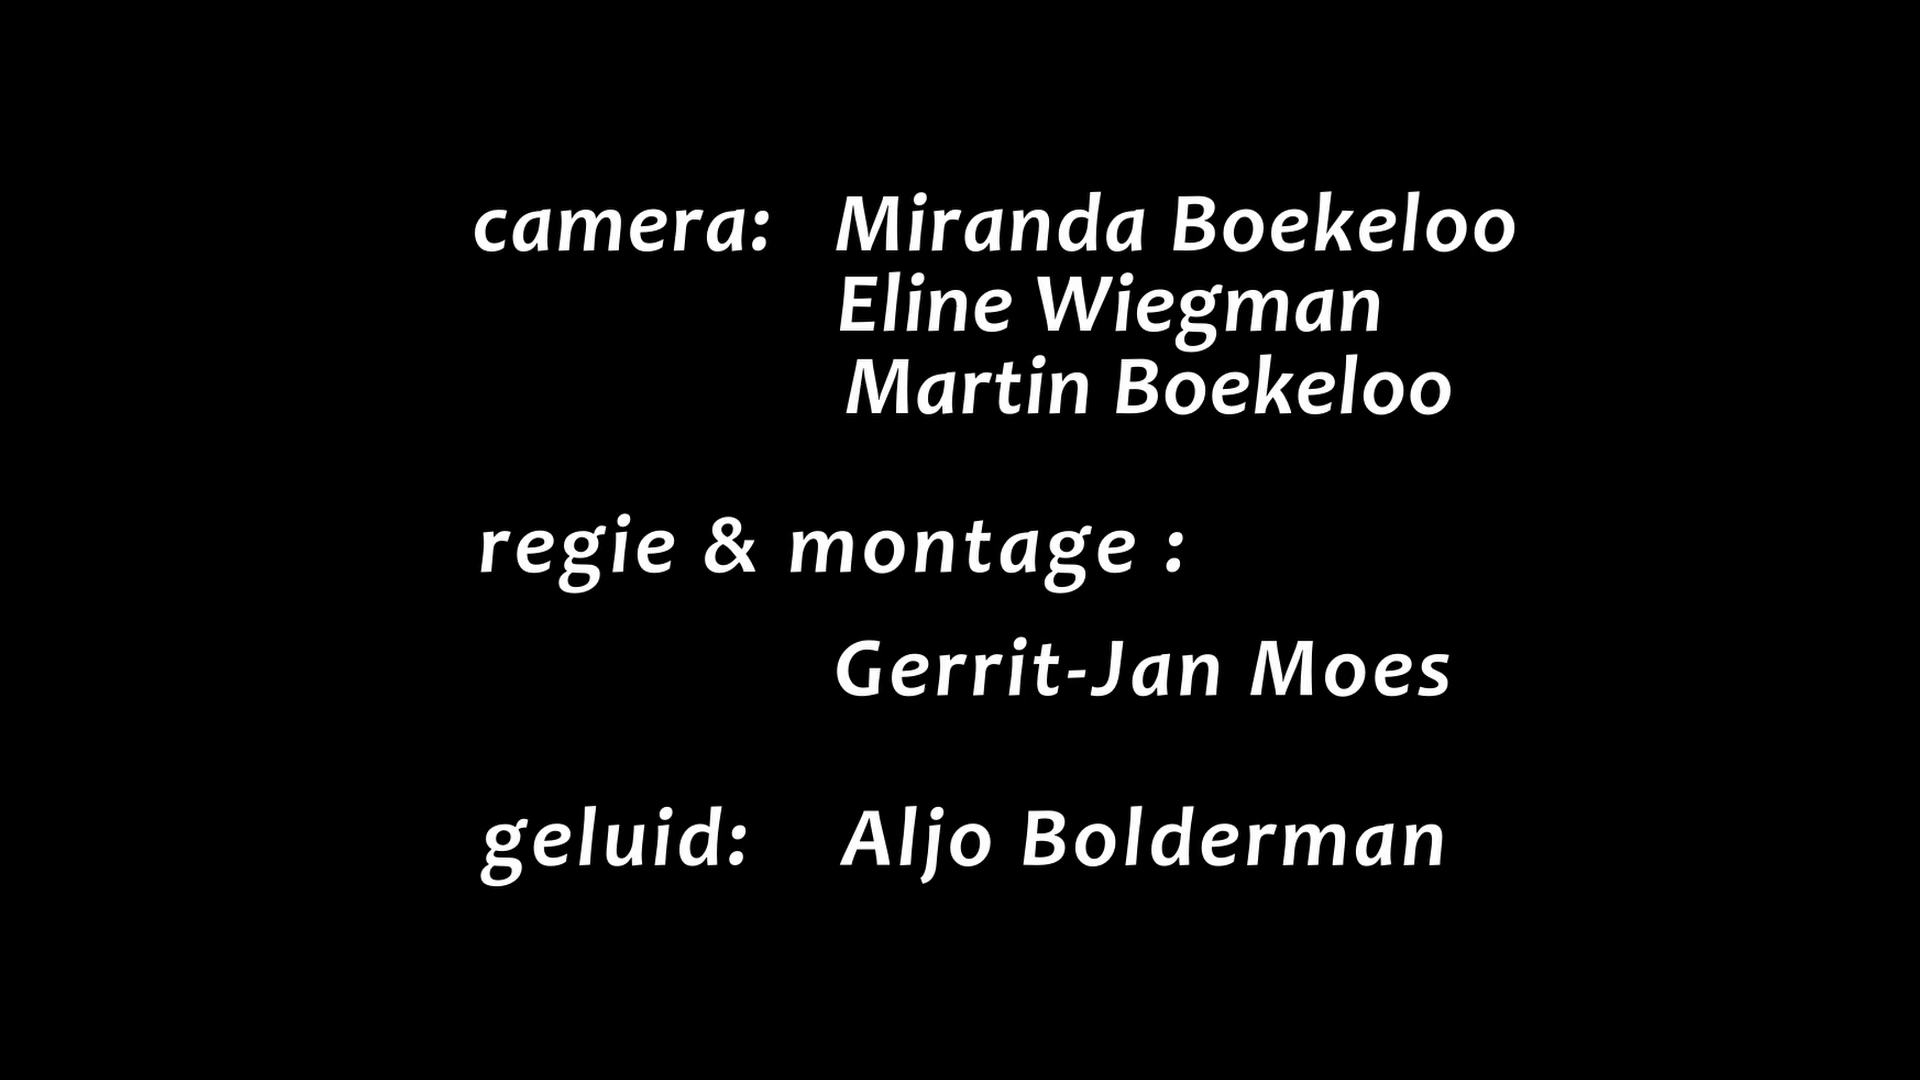 camera: Miranda Boekeloo
Eline Wiegman
Martin Boekeloo
regie & montage :
Gerrit-Jan Moes
geluid: Aljo Bolderman